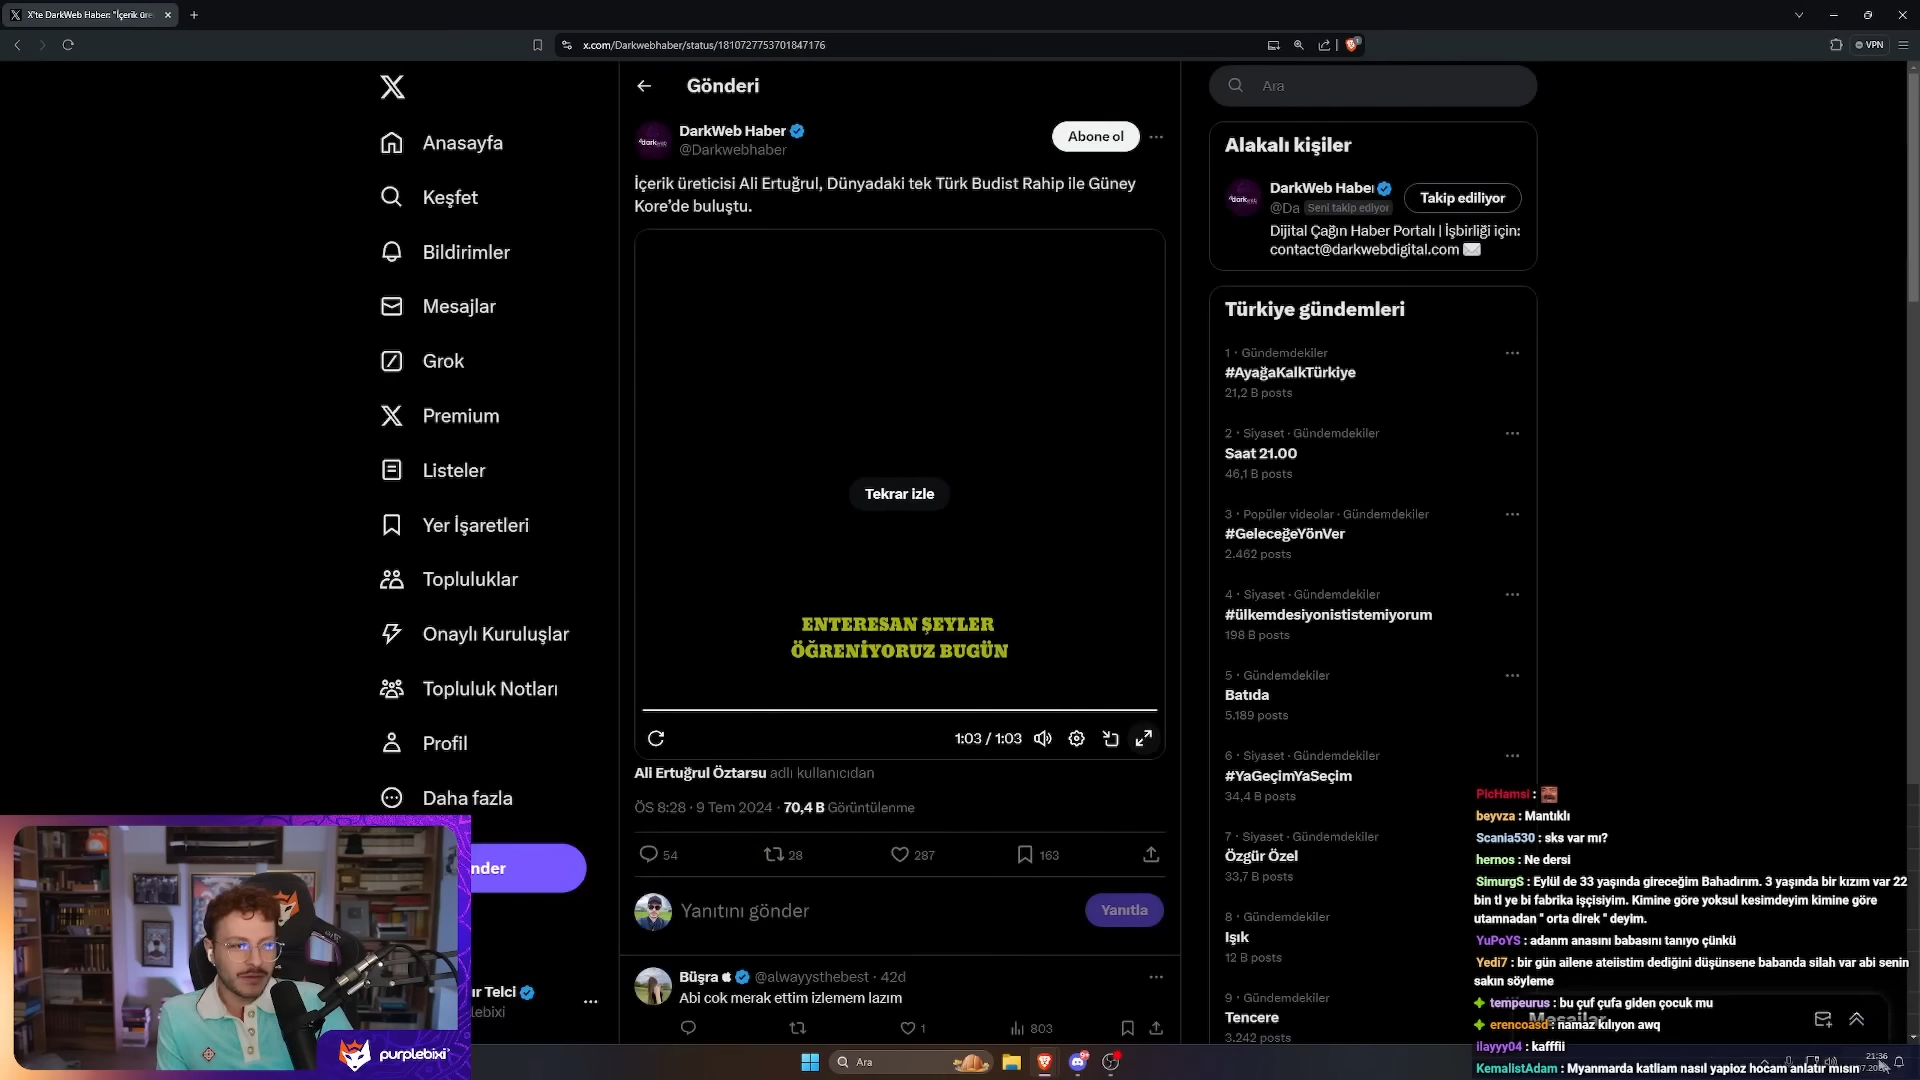 X'te DarkWeb Haber: "İçerik üre
x.com/Darkwebhaber/status/1810727753701847176
VPN
Anasayfa
Keşfet
Bildirimler
Mesajlar
Grok
Premium
Listeler
Yer İşaretleri
Topluluklar
Onaylı Kuruluşlar
Topluluk Notları
Profil
Daha fazla
nder
ır Telci
lebixi
purplebixi
Gönderi
DarkWeb Haber
@Darkwebhaber
Abone ol
İçerik üreticisi Ali Ertuğrul, Dünyadaki tek Türk Budist Rahip ile Güney
Kore'de buluştu.
Tekrar izle
ENTERESAN ŞEYLER
ÖĞRENİYORUZ BUGÜN
1:03 / 1:03
Ali Ertuğrul Öztarsu adlı kullanıcıdan
ÖS 8:28 · 9 Tem 2024 · 70,4 B Görüntülenme
54
28
287
163
Yanıtını gönder
Yanıtla
Büşra @alwayysthebest · 42d
Abi cok merak ettim izlemem lazım
1
803
Ara
Alakalı kişiler
DarkWeb Haber
@Da Seni takip ediyor
Takip ediliyor
Dijital Çağın Haber Portalı | İşbirliği için:
contact@darkwebdigital.com
Türkiye gündemleri
1 · Gündemdekiler
#AyağaKalkTürkiye
21,2 B posts
2 · Siyaset · Gündemdekiler
Saat 21.00
46,1 B posts
3 · Popüler videolar · Gündemdekiler
#GeleceğeYönVer
2.462 posts
4 · Siyaset · Gündemdekiler
#ülkemdesiyonististemiyorum
198 B posts
5 · Gündemdekiler
Batıda
5.189 posts
6 · Siyaset · Gündemdekiler
#YaGeçimYaSeçim
34,4 B posts
7 · Siyaset · Gündemdekiler
Özgür Özel
33,7 B posts
8 · Gündemdekiler
Işık
12 B posts
9 · Gündemdekiler
Tencere
3.242 posts
PicHamsi :
beyvza : Mantıklı
Scania530 : sks var mı?
hernos : Ne dersi
SimurgS : Eylül de 33 yaşında gireceğim Bahadırım. 3 yaşında bir kızım var 22
bin tl ye bi fabrika işçisiyim. Kimine göre yoksul kesimdeyim kimine göre
utamnadan " orta direk " deyim.
YuPoYS : adanm anasını babasını tanıyo çünkü
Yedi7 : bir gün ailene ateiistim dediğini düşünsene babanda silah var abi senin
sakın söyleme
tempeurus : bu çuf çufa giden çocuk mu
erencoasd : namaz kılıyon awq
ilayyy04 : kafffii
KemalistAdam : Myanmarda katliam nasıl yapıoz hocam anlatır mısın
Mesajlar
Ara
21:36